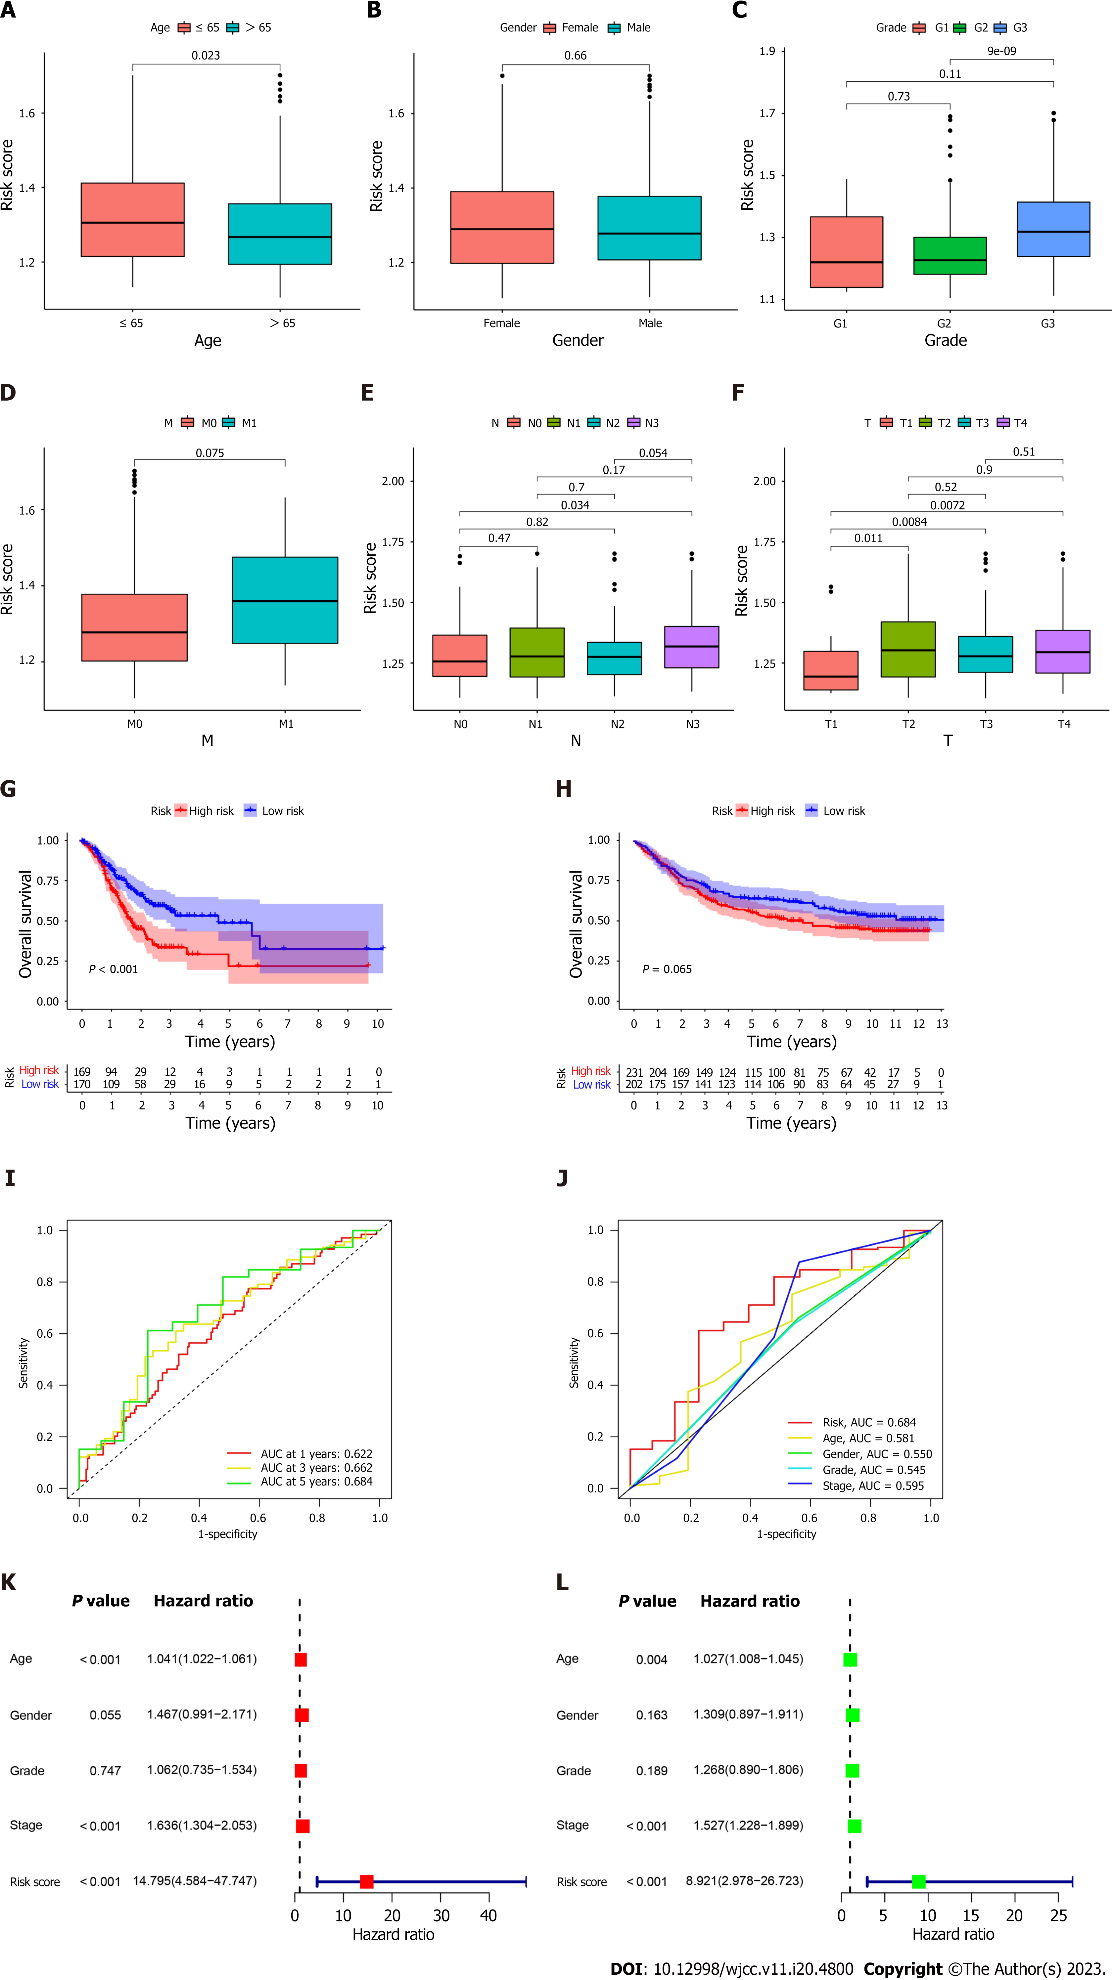 A
Age ≤ 65 > 65
0.023
Risk score
1.6
1.4
1.2
≤ 65 > 65
Age
B
Gender Female Male
0.66
Risk score
1.6
1.4
1.2
Female Male
Gender
C
Grade G1 G2 G3
9e-09
0.11
0.73
Risk score
1.9
1.7
1.5
1.3
1.1
G1 G2 G3
Grade
D
M M0 M1
0.075
Risk score
1.6
1.4
1.2
M0 M1
M
E
N N0 N1 N2 N3
0.054
0.17
0.7
0.034
0.82
0.47
Risk score
2.00
1.75
1.50
1.25
N0 N1 N2 N3
N
F
T T1 T2 T3 T4
0.51
0.9
0.52
0.0072
0.0084
0.011
Risk score
2.00
1.75
1.50
1.25
T1 T2 T3 T4
T
G
Risk High risk Low risk
Overall survival
1.00
0.75
0.50
0.25
0.00
P < 0.001
0 1 2 3 4 5 6 7 8 9 10
Time (years)
Risk
High risk 169 94 29 12 4 3 1 1 1 1 0
Low risk 170 109 58 29 16 9 5 2 2 2 1
0 1 2 3 4 5 6 7 8 9 10
Time (years)
H
Risk High risk Low risk
Overall survival
1.00
0.75
0.50
0.25
0.00
P = 0.065
0 1 2 3 4 5 6 7 8 9 10 11 12 13
Time (years)
Risk
High risk 231 204 169 149 124 115 100 81 75 67 42 17 5 0
Low risk 202 175 157 141 123 114 106 90 83 64 45 27 9 1
0 1 2 3 4 5 6 7 8 9 10 11 12 13
Time (years)
I
Sensitivity
1.0
0.8
0.6
0.4
0.2
0.0
AUC at 1 years: 0.622
AUC at 3 years: 0.662
AUC at 5 years: 0.684
0.0 0.2 0.4 0.6 0.8 1.0
1-specificity
J
Sensitivity
1.0
0.8
0.6
0.4
0.2
0.0
Risk, AUC = 0.684
Age, AUC = 0.581
Gender, AUC = 0.550
Grade, AUC = 0.545
Stage, AUC = 0.595
0.0 0.2 0.4 0.6 0.8 1.0
1-specificity
K
P value Hazard ratio
Age < 0.001 1.041(1.022−1.061)
Gender 0.055 1.467(0.991−2.171)
Grade 0.747 1.062(0.735−1.534)
Stage < 0.001 1.636(1.304−2.053)
Risk score < 0.001 14.795(4.584−47.747)
0 10 20 30 40
Hazard ratio
L
P value Hazard ratio
Age 0.004 1.027(1.008−1.045)
Gender 0.163 1.309(0.897−1.911)
Grade 0.189 1.268(0.890−1.806)
Stage < 0.001 1.527(1.228−1.899)
Risk score < 0.001 8.921(2.978−26.723)
0 5 10 15 20 25
Hazard ratio
DOI: 10.12998/wjcc.v11.i20.4800 Copyright ©The Author(s) 2023.